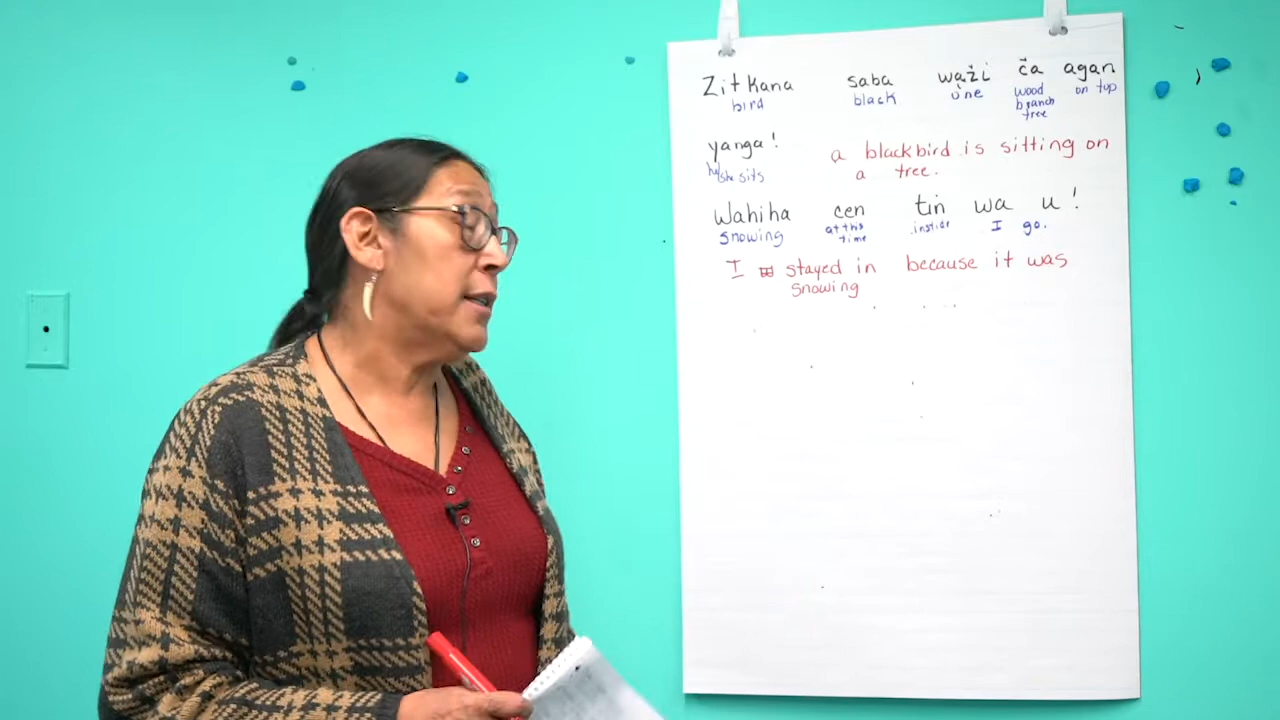 Zitkana saba waži ča agan
bird black one wood on top
branch
tree
yanga! a blackbird is sitting on
he/she sits a tree.
Wahiha cen tin wa u!
snowing at this inside I go.
time
I stayed in because it was
snowing